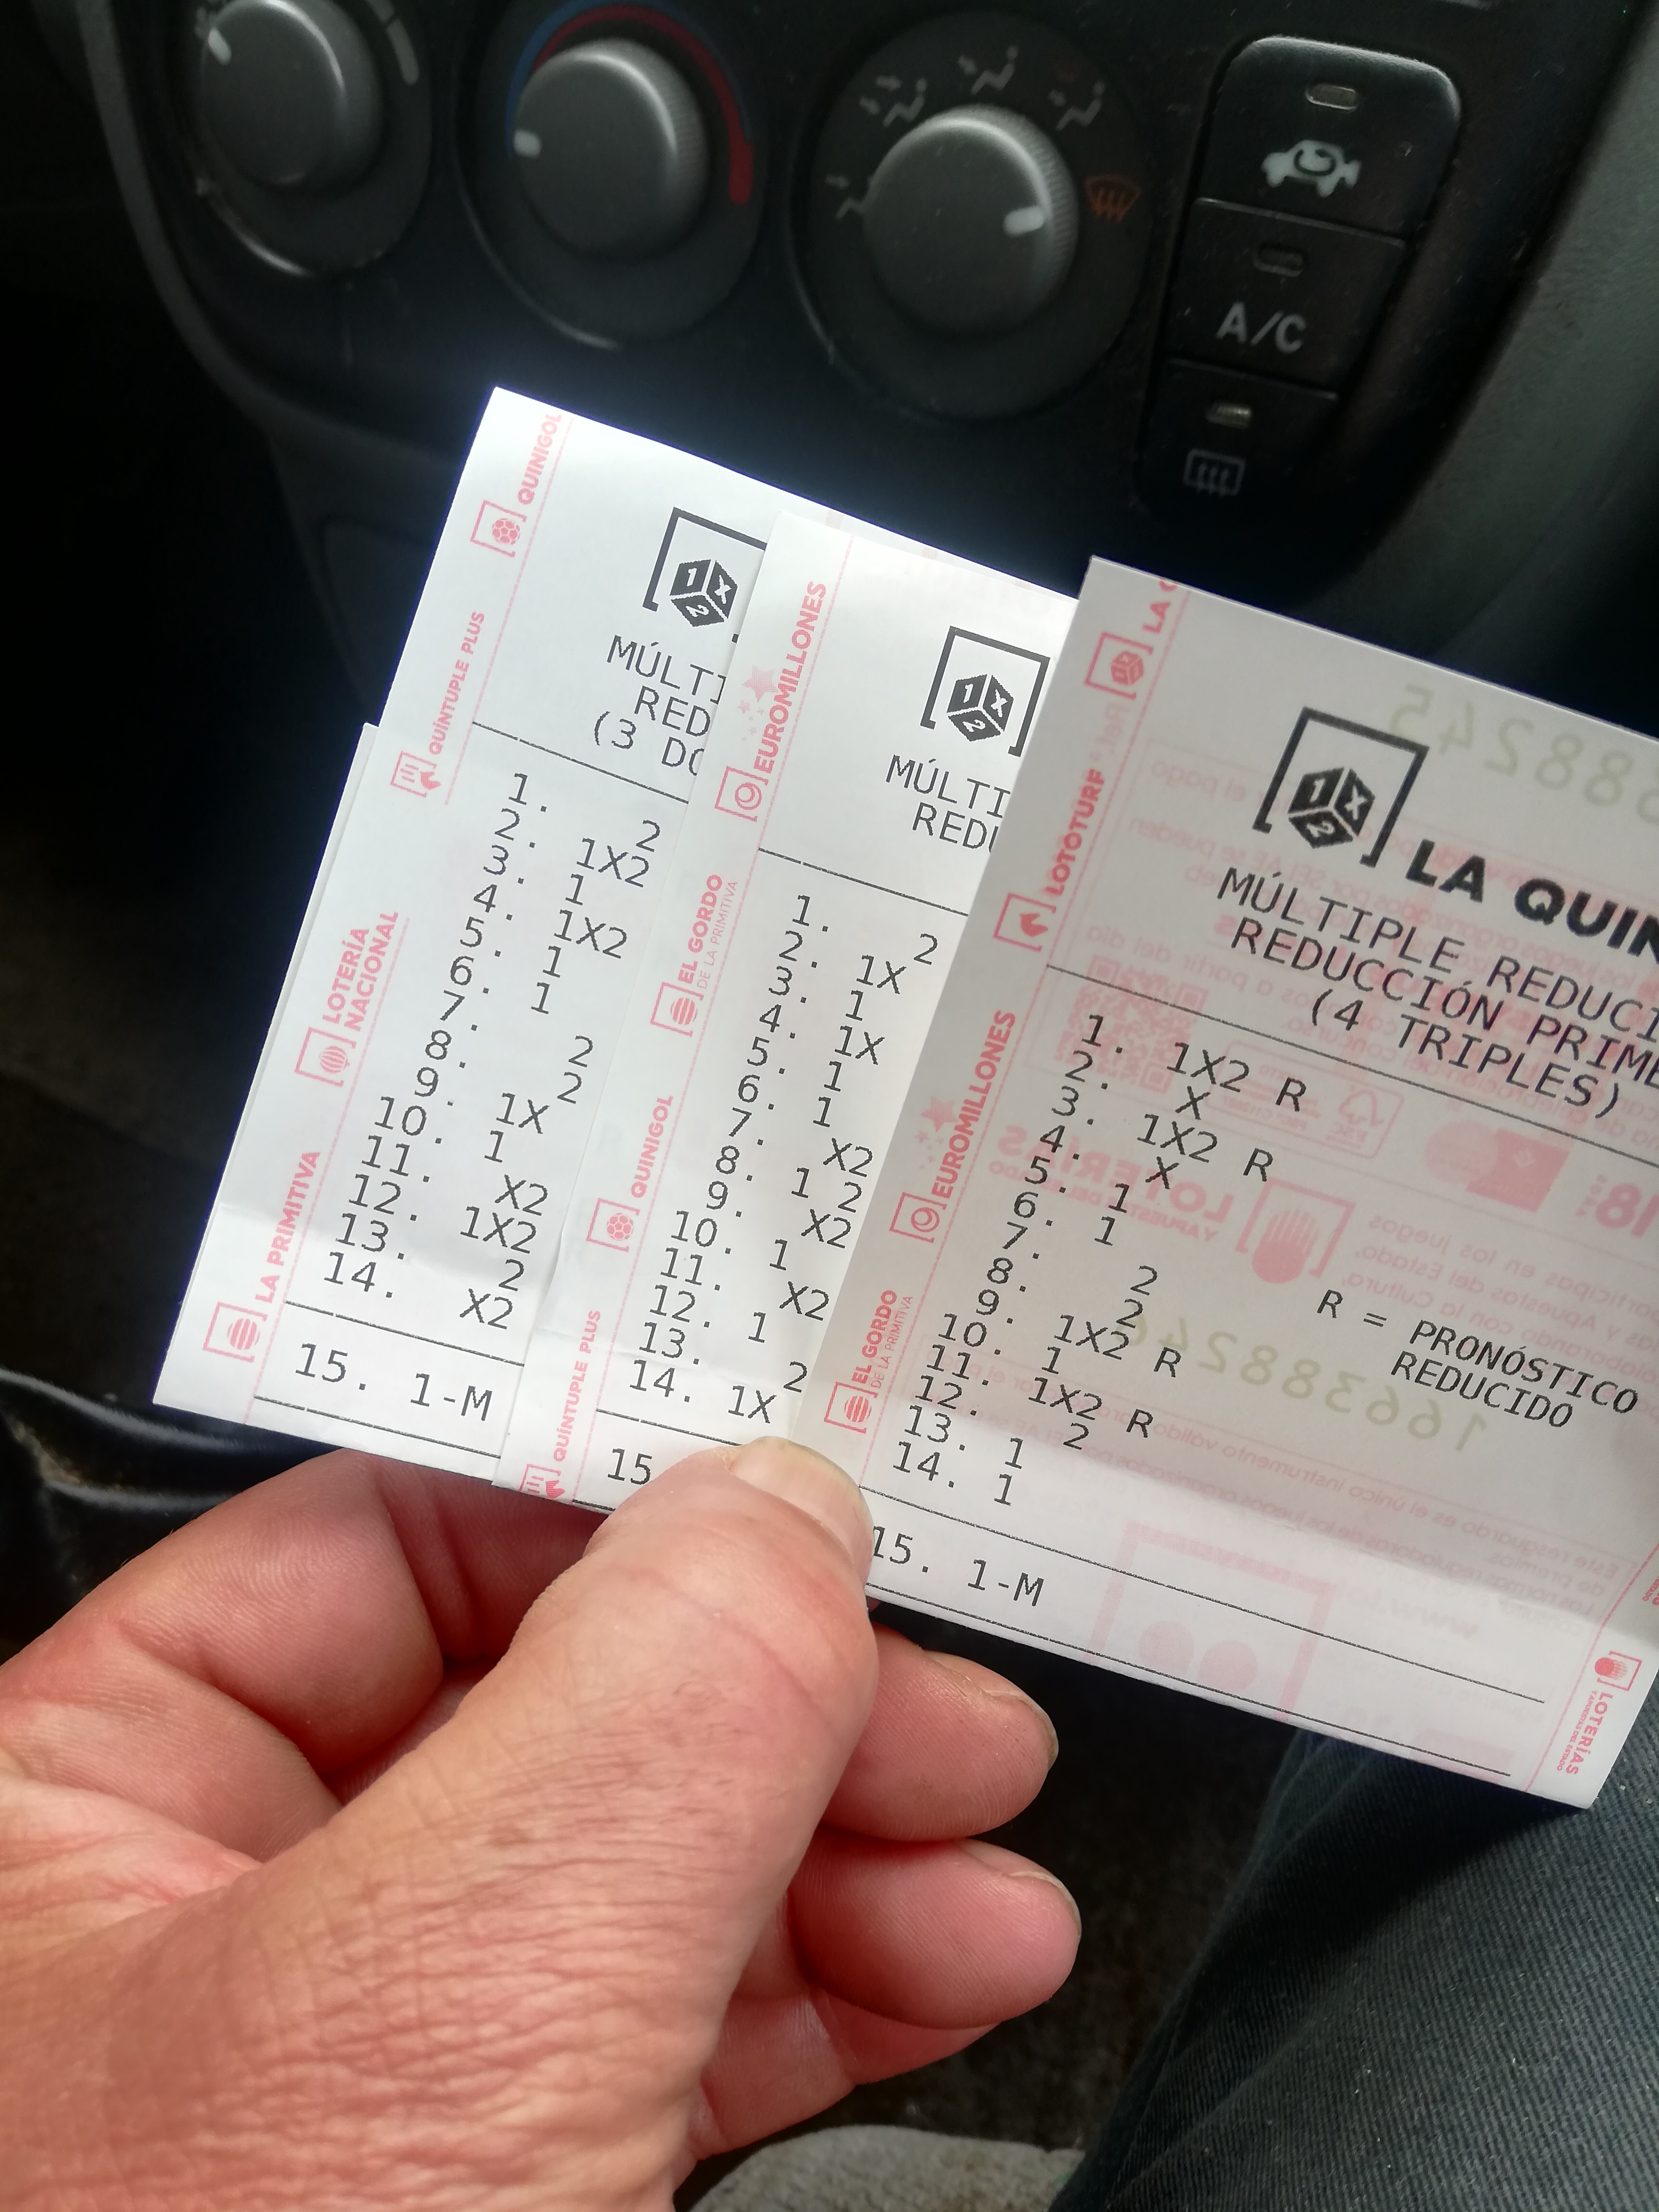 A/C
QUINIGOL
QUÍNTUPLE PLUS
LOTERÍA
NACIONAL
LA PRIMITIVA
1X2
MÚLTI
RED
(3 DO
1. 2
2. 1X2
3. 1
4. 1X2
5. 1
6. 1
7. 2
8. 2
9. 1X
10. 1
11. X2
12. 1X2
13. 2
14. X2
15. 1-M
EUROMILLONES
EL GORDO
DE LA PRIMITIVA
QUINIGOL
QUÍNTUPLE PLUS
1X2
MÚLTI
REDU
1. 2
2. 1X
3. 1
4. 1X
5. 1
6. 1
7. X2
8. 1 2
9. X2
10. 1
11. X2
12. 1
13. 2
14. 1X
15
LA
LOTOTURF
EUROMILLONES
EL GORDO
DE LA PRIMITIVA
1X2
LA QUIN
MÚLTIPLE REDUCI
REDUCCIÓN PRIME
(4 TRIPLES)
1. 1X2 R
2. X
3. 1X2 R
4. X
5. 1
6. 1
7. 2
8. 2
9. 1X2 R
10. 1
11. 1X2 R
12. 2
13. 1
14. 1
R = PRONÓSTICO
REDUCIDO
15. 1-M
LOTERÍAS